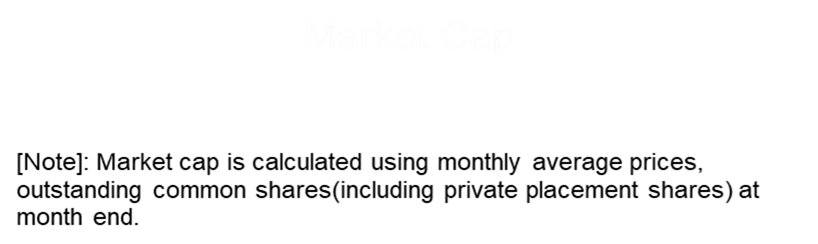 Market Cap
[Note]: Market cap is calculated using monthly average prices,
outstanding common shares(including private placement shares) at
month end.